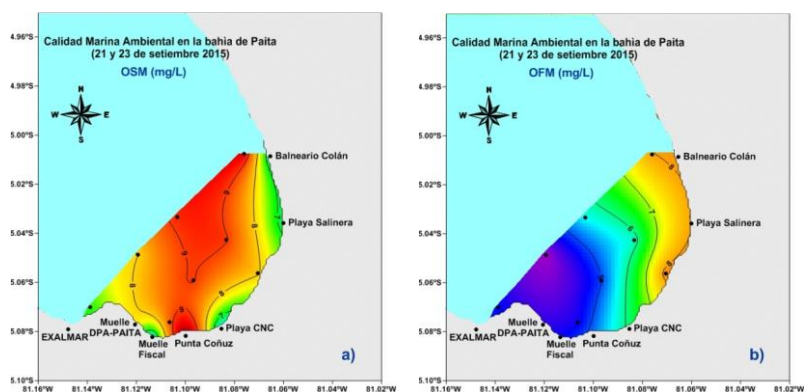 Calidad Marina Ambiental en la bahia de Paita
(21 y 23 de setiembre 2015)
OSM (mg/L)
4.96°S
4.98°S
5.00°S
5.02°S
5.04°S
5.06°S
5.08°S
5.10°S
N
W
E
S
Balneario Colán
Playa Salinera
Playa CNC
Punta Coñuz
Muelle
Fiscal
Muelle
DPA-PAITA
EXALMAR
a)
81.16°W
81.14°W
81.12°W
81.10°W
81.08°W
81.06°W
81.04°W
81.02°W
Calidad Marina Ambiental en la bahia de Paita
(21 y 23 de setiembre 2015)
OFM (mg/L)
4.96°S
4.98°S
5.00°S
5.02°S
5.04°S
5.06°S
5.08°S
5.10°S
N
W
E
S
Balneario Colán
Playa Salinera
Playa CNC
Punta Coñuz
Muelle
Fiscal
Muelle
DPA-PAITA
EXALMAR
b)
81.16°W
81.14°W
81.12°W
81.10°W
81.08°W
81.06°W
81.04°W
81.02°W